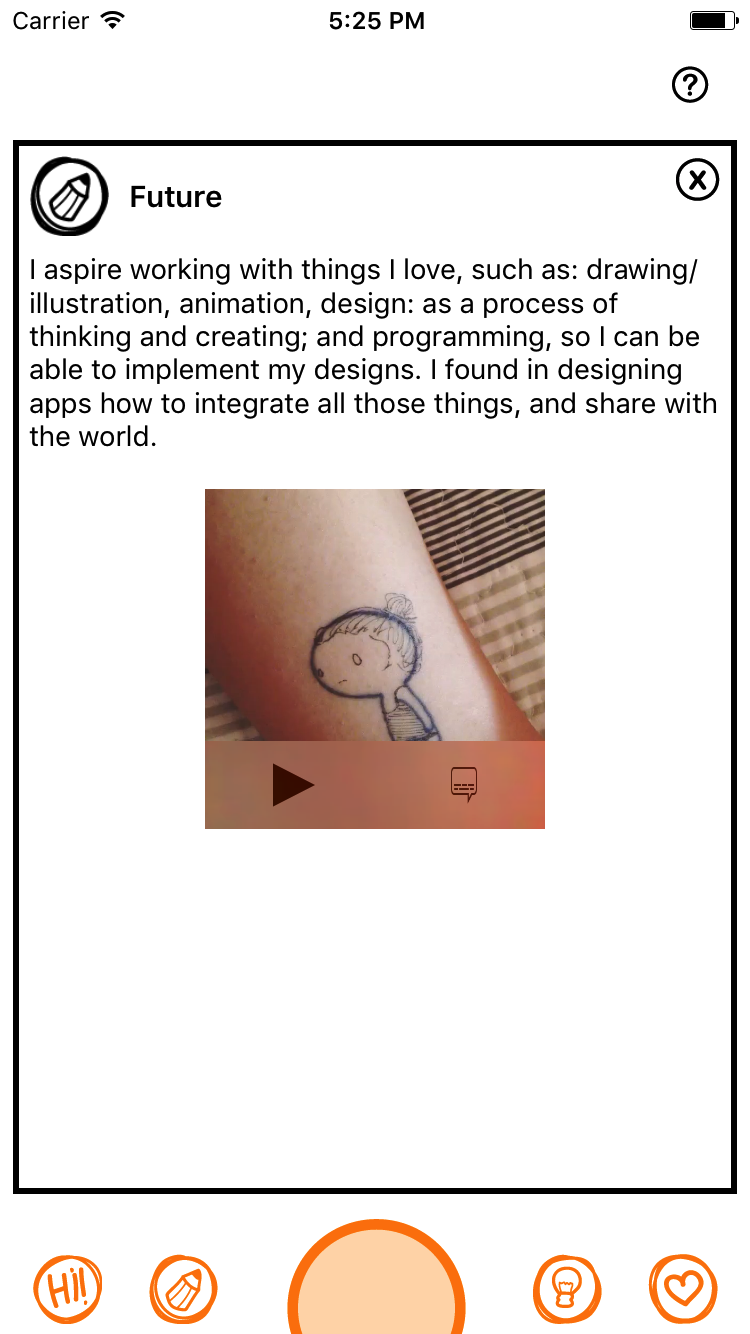 Carrier 5:25 PM
?
Future X
I aspire working with things I love, such as: drawing/
illustration, animation, design: as a process of
thinking and creating; and programming, so I can be
able to implement my designs. I found in designing
apps how to integrate all those things, and share with
the world.
Hi!